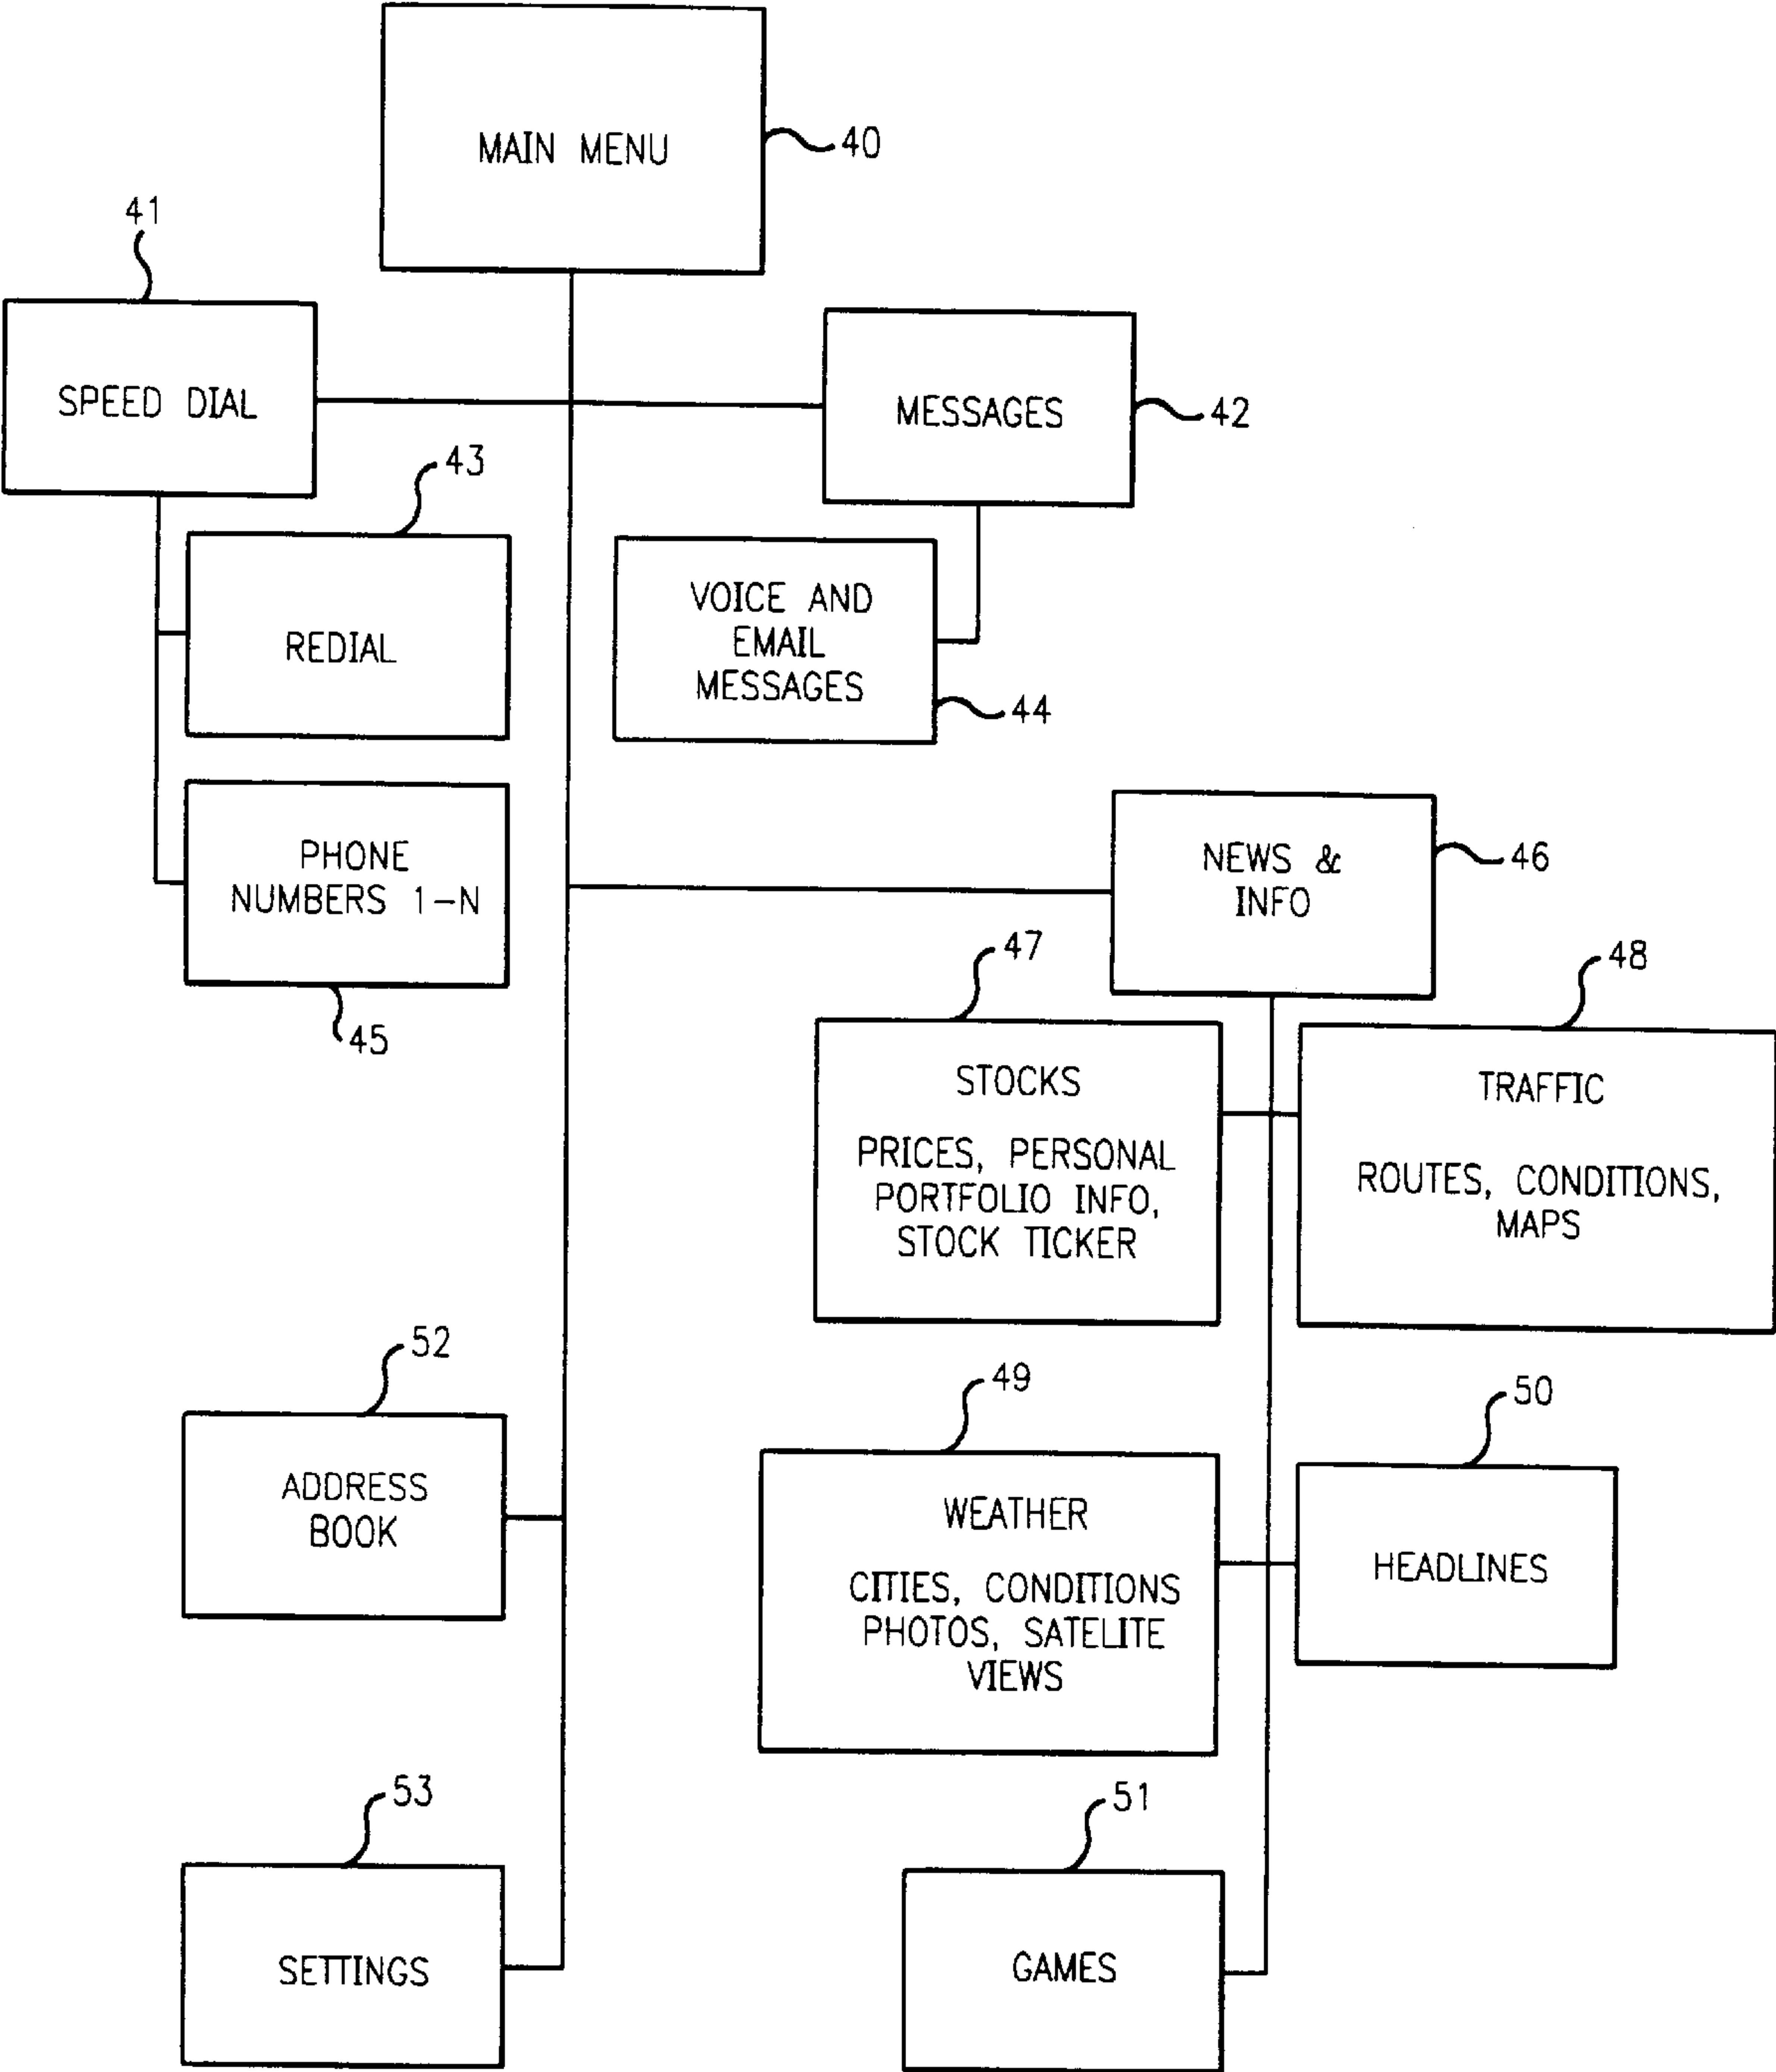 MAIN MENU
40
41
SPEED DIAL
MESSAGES
42
43
REDIAL
VOICE AND
EMAIL
MESSAGES
44
PHONE
NUMBERS 1-N
45
NEWS &
INFO
46
47
STOCKS
PRICES, PERSONAL
PORTFOLIO INFO,
STOCK TICKER
48
TRAFFIC
ROUTES, CONDITIONS,
MAPS
52
ADDRESS
BOOK
49
WEATHER
CITIES, CONDITIONS
PHOTOS, SATELITE
VIEWS
50
HEADLINES
53
SETTINGS
51
GAMES